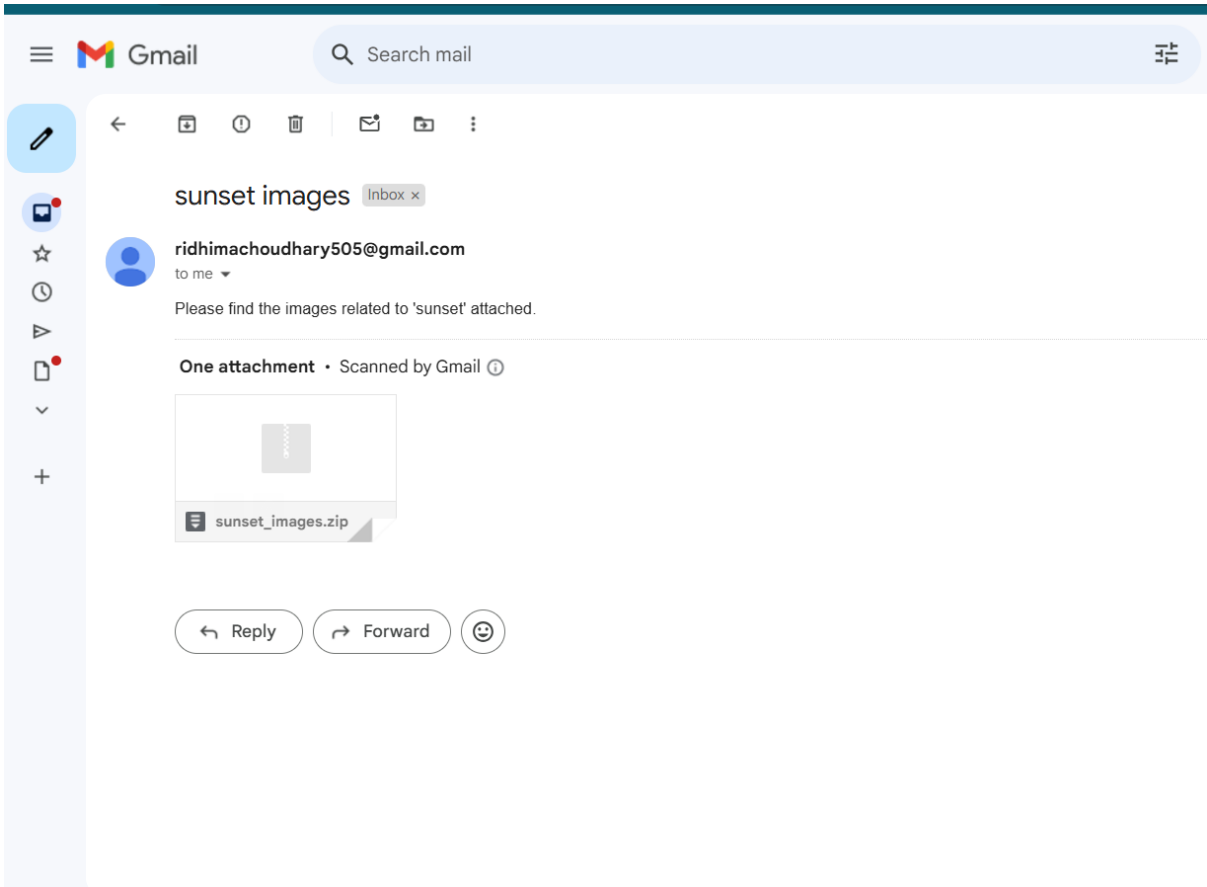 Gmail
Search mail
sunset images Inbox ×
ridhimachoudhary505@gmail.com
to me
Please find the images related to 'sunset' attached.
One attachment • Scanned by Gmail
sunset_images.zip
Reply Forward